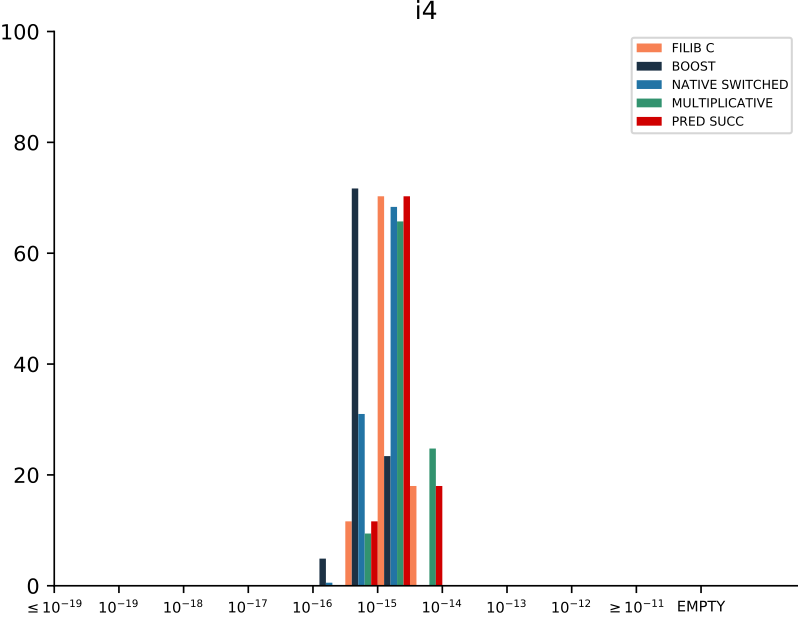 i4
100
80
60
40
20
0
FILIB C
BOOST
NATIVE SWITCHED
MULTIPLICATIVE
PRED SUCC
≤ 10⁻¹⁹ 10⁻¹⁹ 10⁻¹⁸ 10⁻¹⁷ 10⁻¹⁶ 10⁻¹⁵ 10⁻¹⁴ 10⁻¹³ 10⁻¹² ≥ 10⁻¹¹ EMPTY